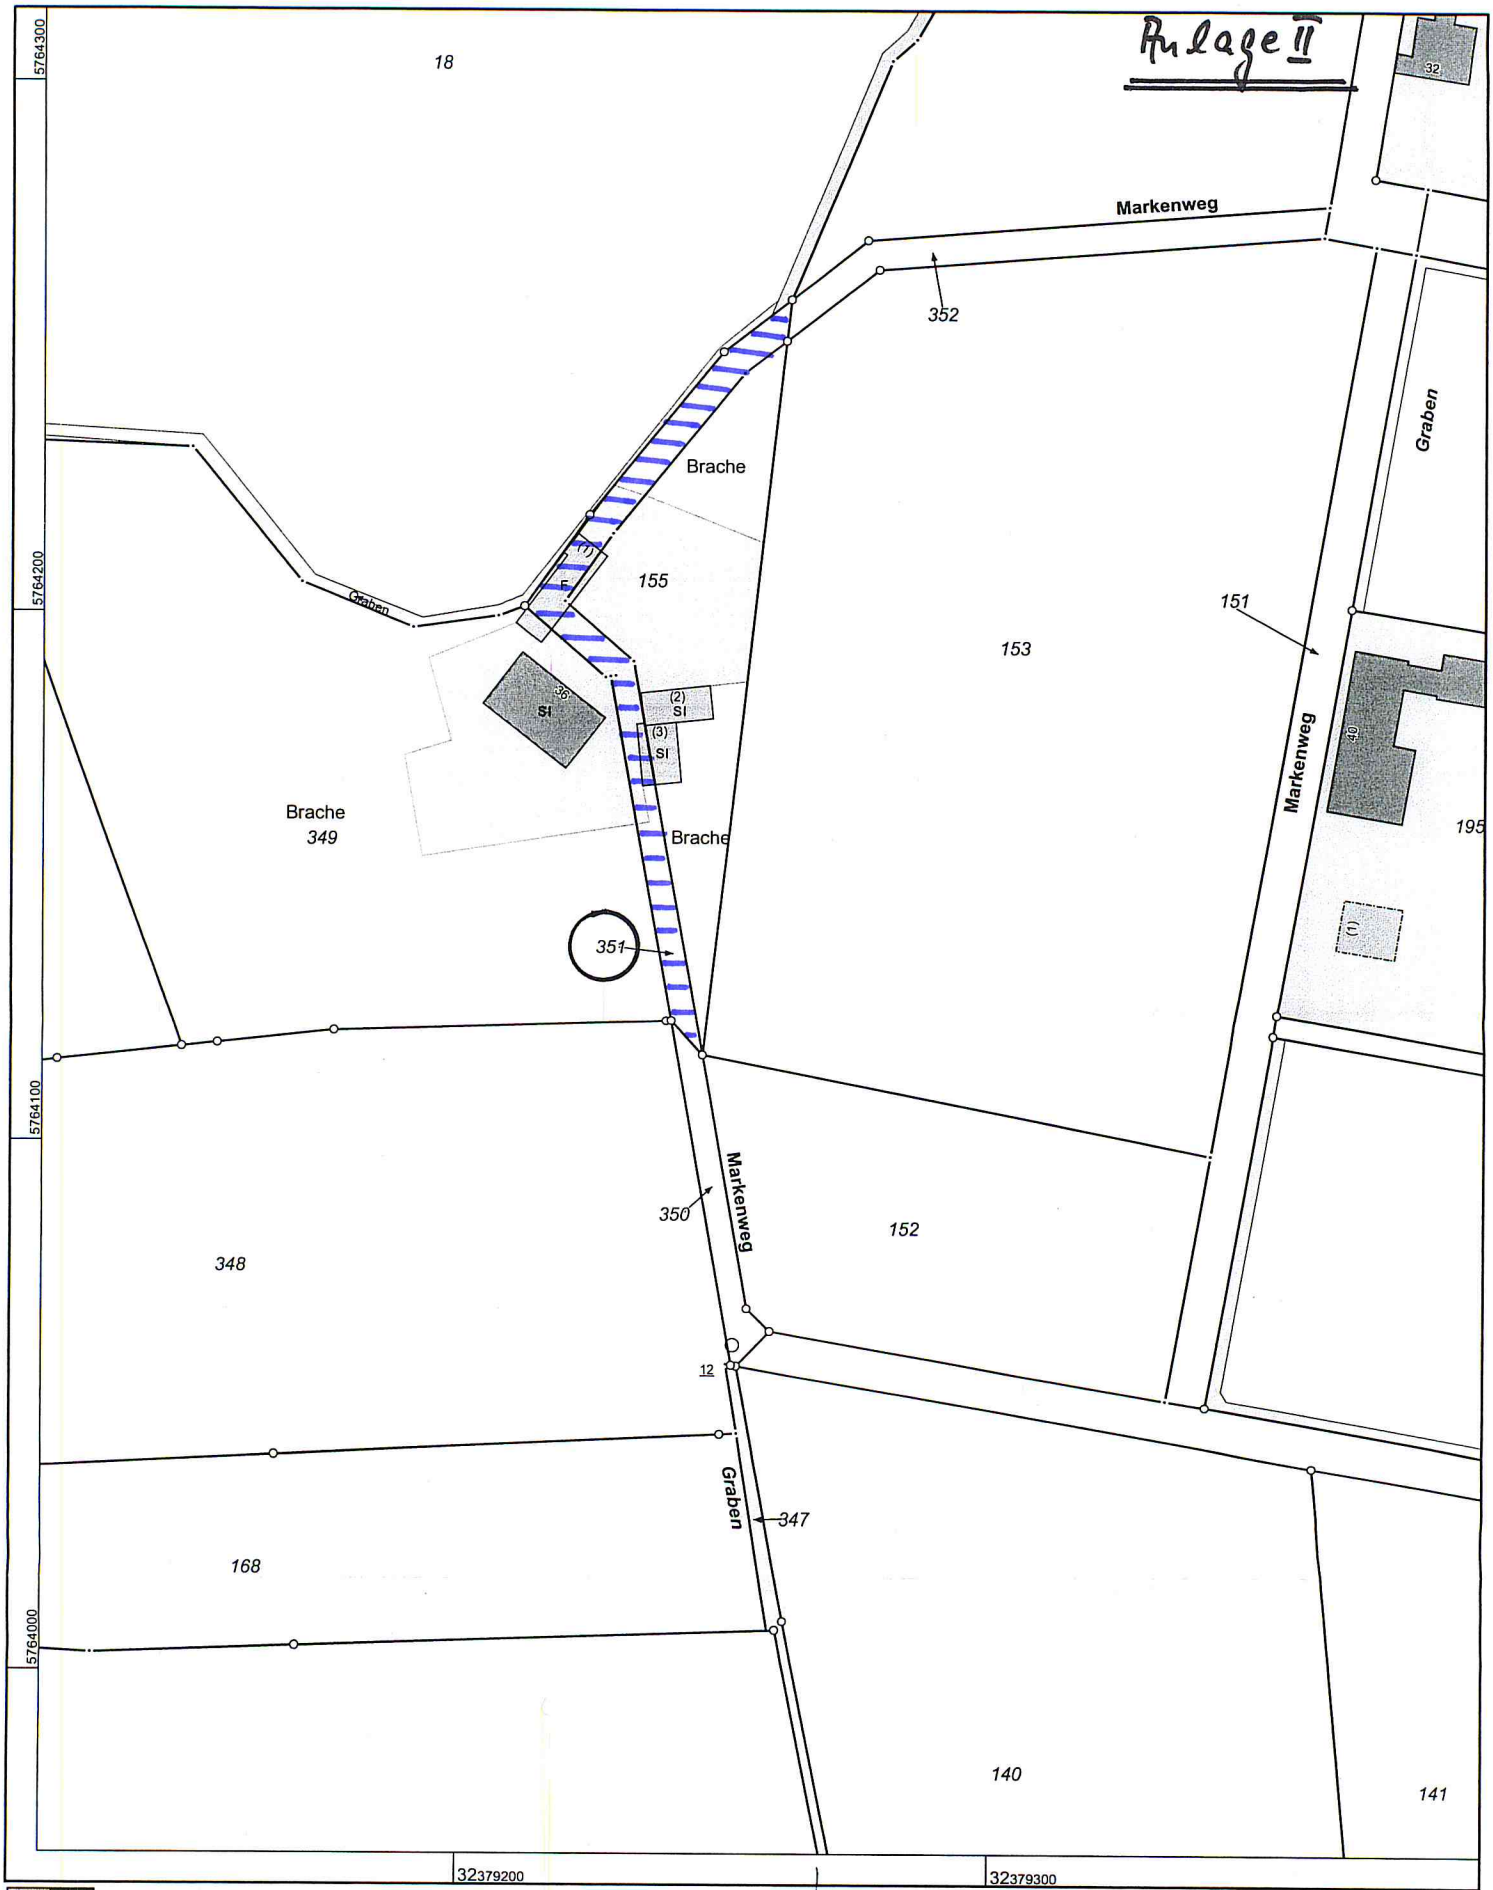 Anlage II
5764300
18
32
Markenweg
352
Graben
Brache
5764200
(1)
F
155
Graben
151
153
36
SI
(2)
SI
(3)
SI
40
Markenweg
Brache
349
Brache
195
351
(1)
5764100
Markenweg
350
152
348
12
Graben
347
168
5764000
140
141
32379200
32379300